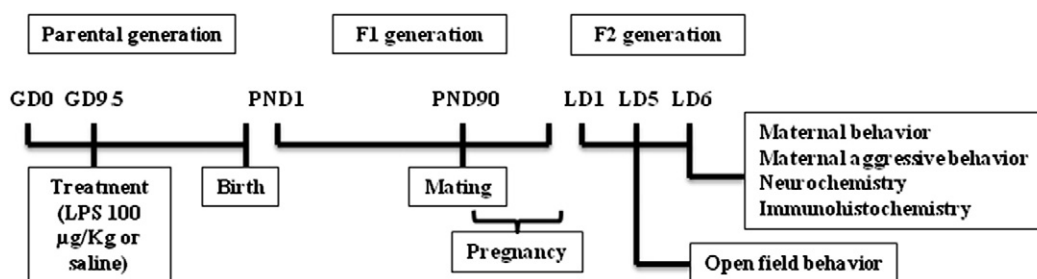 Parental generation
F1 generation
F2 generation
GD0 GD9 5
PND1
PND90
LD1 LD5 LD6
Treatment
(LPS 100
µg/Kg or
saline)
Birth
Mating
Pregnancy
Maternal behavior
Maternal aggressive behavior
Neurochemistry
Immunohistochemistry
Open field behavior